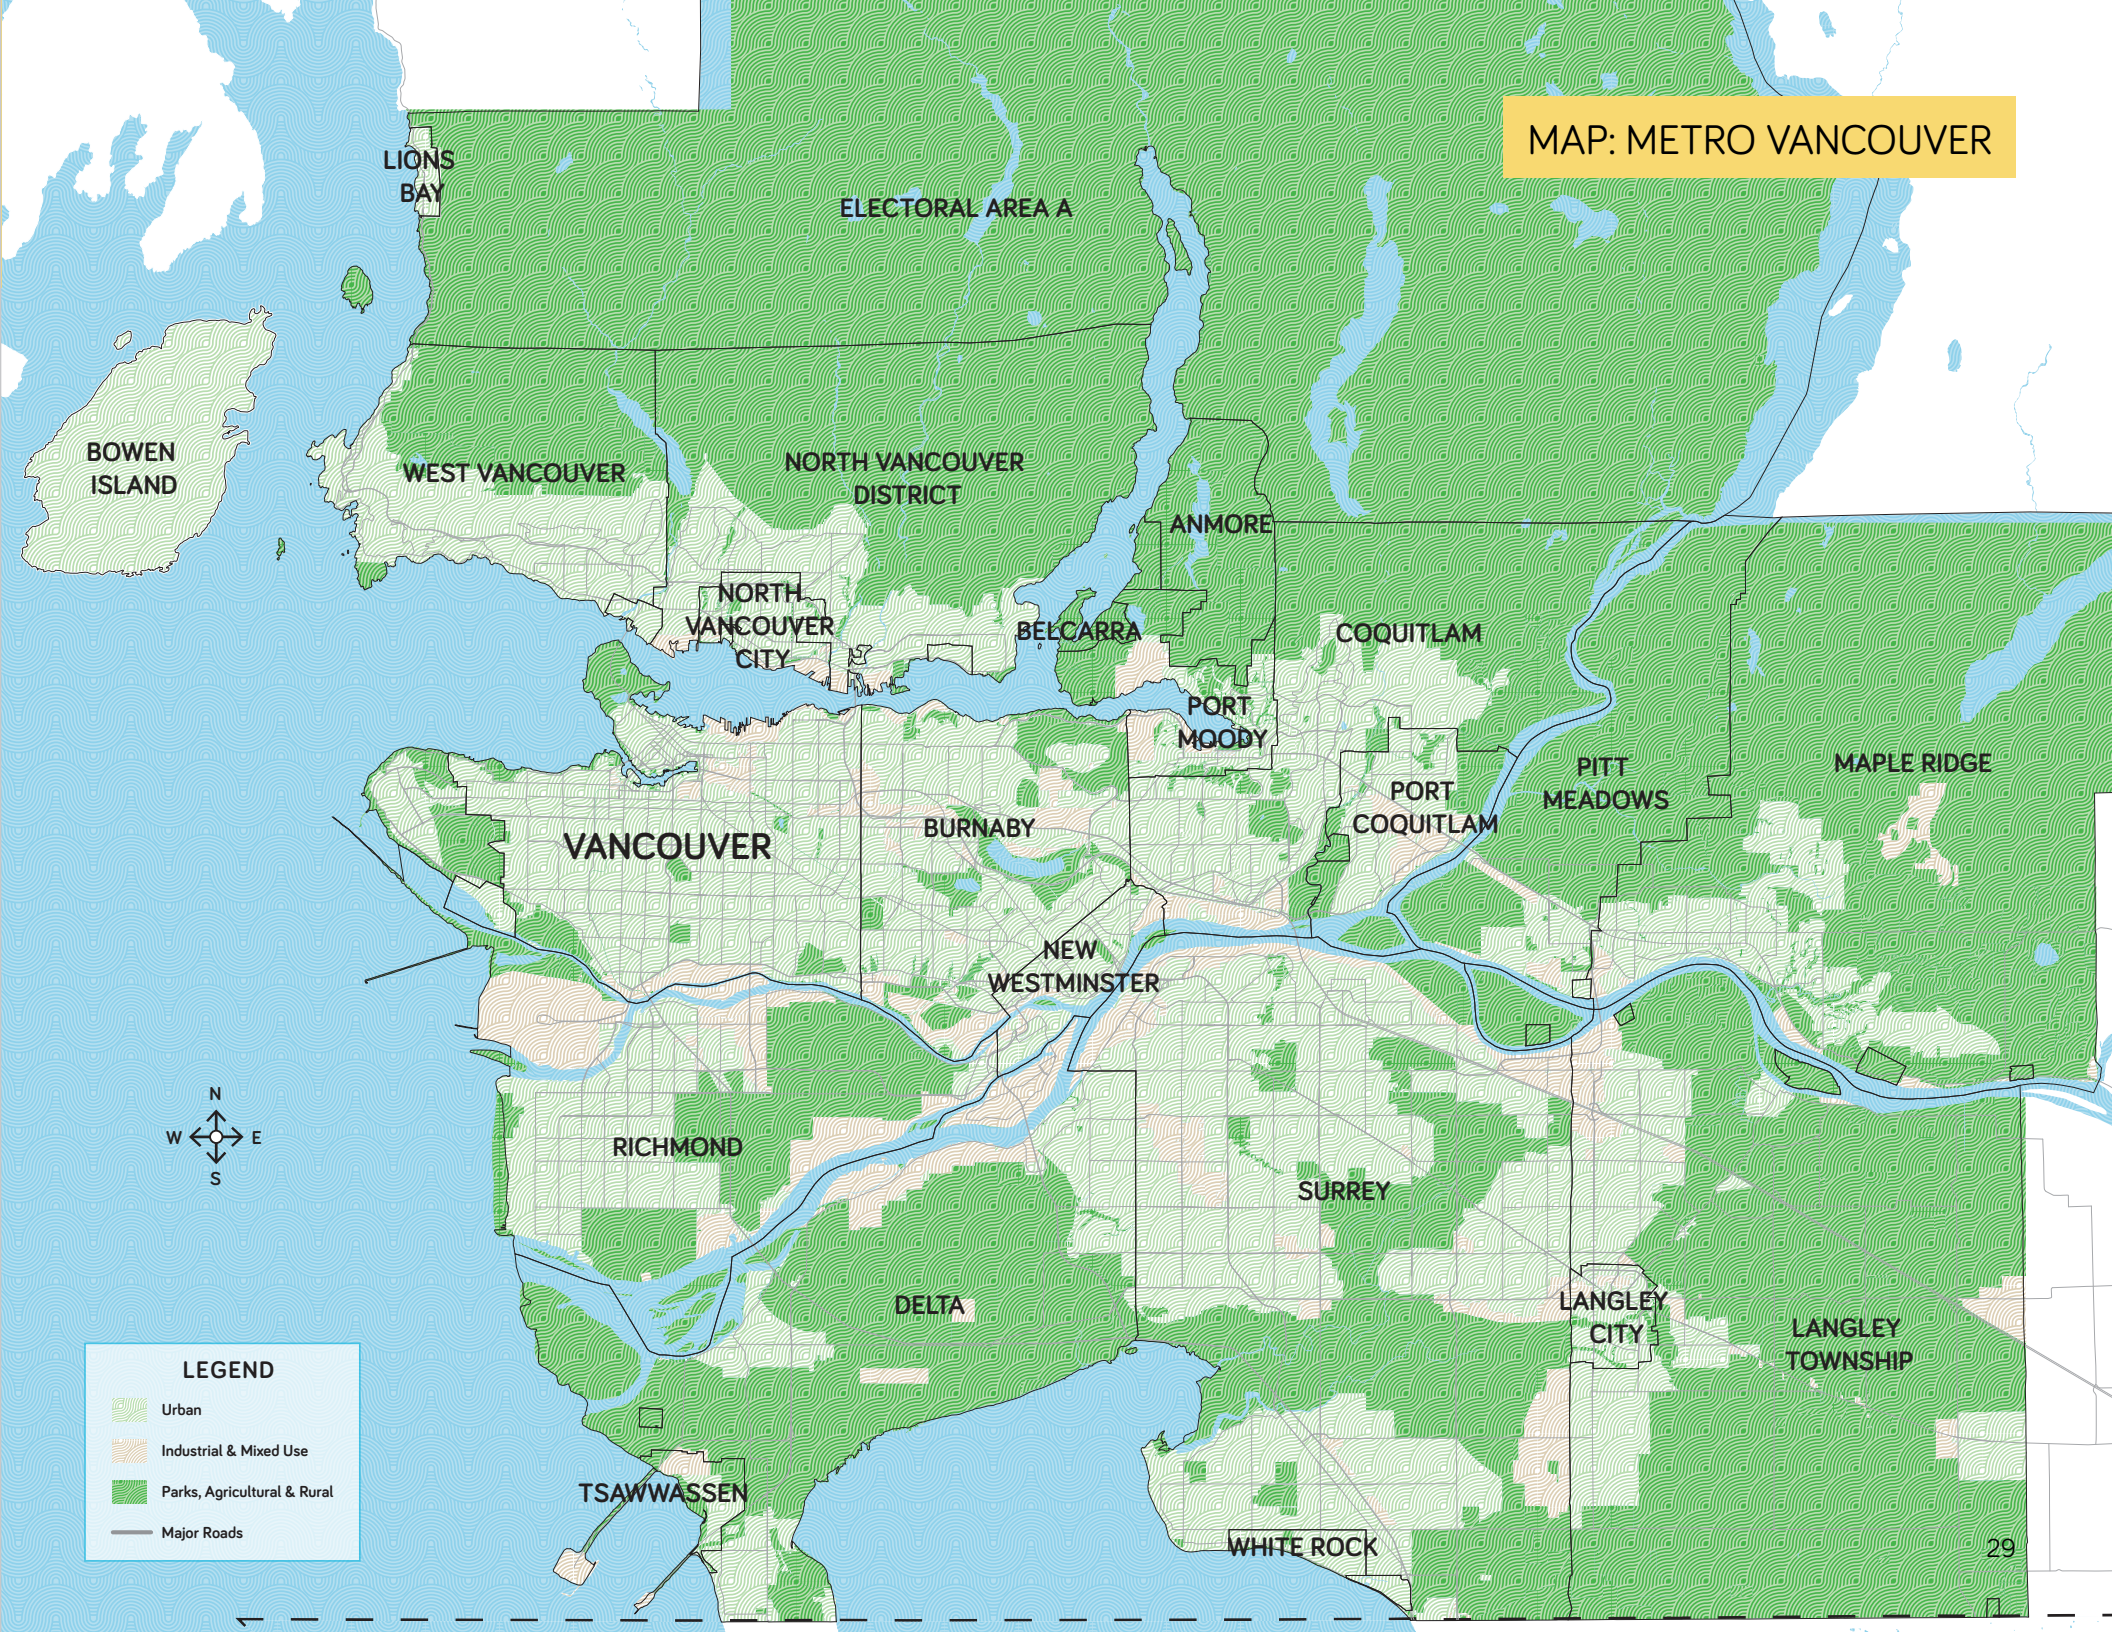 MAP: METRO VANCOUVER
LIONS
BAY
ELECTORAL AREA A
BOWEN
ISLAND
WEST VANCOUVER
NORTH VANCOUVER
DISTRICT
ANMORE
NORTH
VANCOUVER
CITY
BELCARRA
COQUITLAM
PORT
MOODY
PITT
MEADOWS
MAPLE RIDGE
PORT
COQUITLAM
VANCOUVER
BURNABY
NEW
WESTMINSTER
N
W
E
S
RICHMOND
SURREY
DELTA
LANGLEY
CITY
LANGLEY
TOWNSHIP
LEGEND
Urban
Industrial & Mixed Use
Parks, Agricultural & Rural
Major Roads
TSAWWASSEN
WHITE ROCK
29